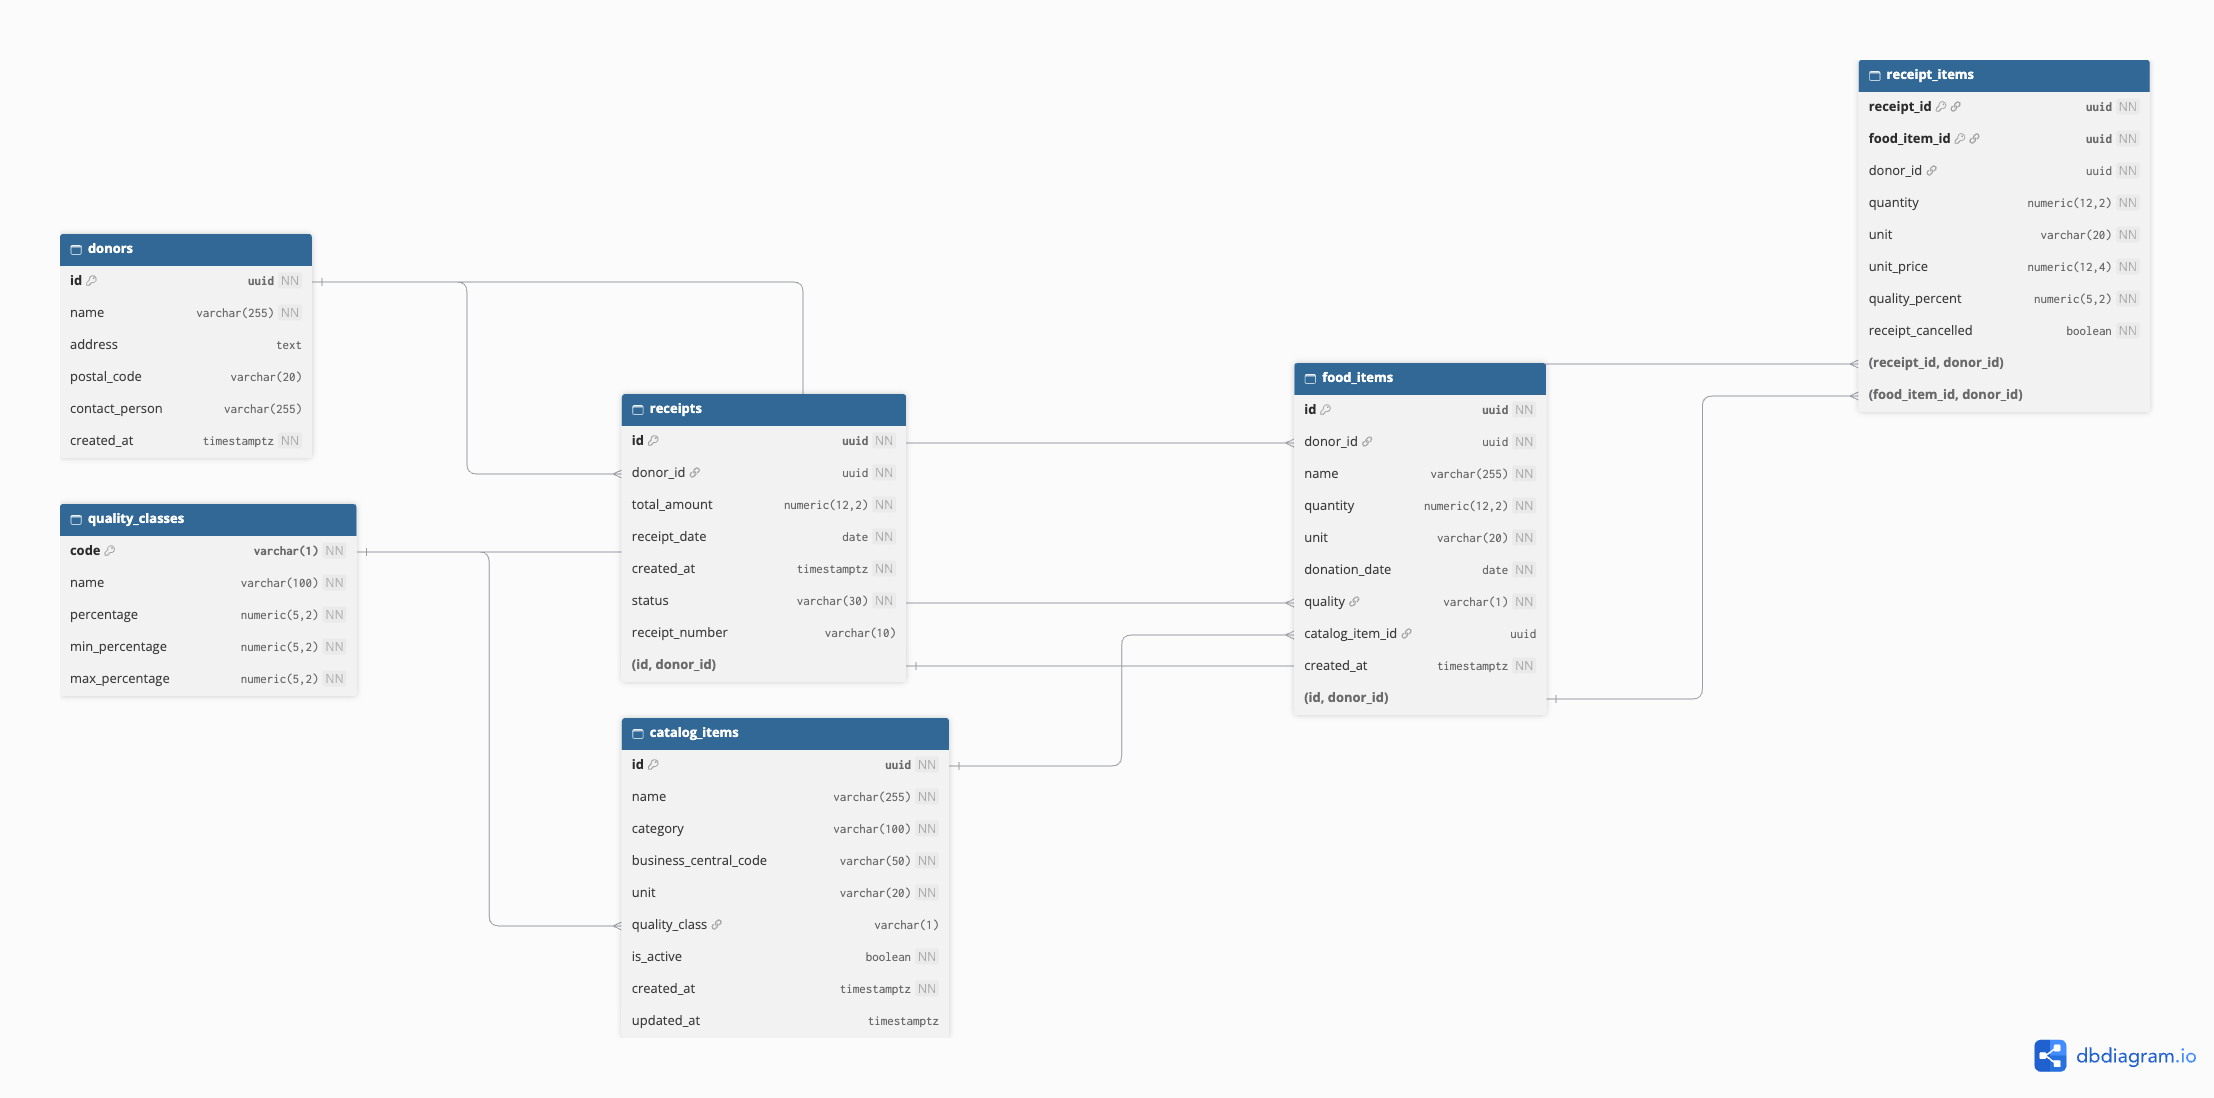 donors
id uuid NN
name varchar(255) NN
address text
postal_code varchar(20)
contact_person varchar(255)
created_at timestamptz NN
quality_classes
code varchar(1) NN
name varchar(100) NN
percentage numeric(5,2) NN
min_percentage numeric(5,2) NN
max_percentage numeric(5,2) NN
receipts
id uuid NN
donor_id uuid NN
total_amount numeric(12,2) NN
receipt_date date NN
created_at timestamptz NN
status varchar(30) NN
receipt_number varchar(10)
(id, donor_id)
catalog_items
id uuid NN
name varchar(255) NN
category varchar(100) NN
business_central_code varchar(50) NN
unit varchar(20) NN
quality_class varchar(1)
is_active boolean NN
created_at timestamptz NN
updated_at timestamptz
food_items
id uuid NN
donor_id uuid NN
name varchar(255) NN
quantity numeric(12,2) NN
unit varchar(20) NN
donation_date date NN
quality varchar(1) NN
catalog_item_id uuid
created_at timestamptz NN
(id, donor_id)
receipt_items
receipt_id uuid NN
food_item_id uuid NN
donor_id uuid NN
quantity numeric(12,2) NN
unit varchar(20) NN
unit_price numeric(12,4) NN
quality_percent numeric(5,2) NN
receipt_cancelled boolean NN
(receipt_id, donor_id)
(food_item_id, donor_id)
dbdiagram.io